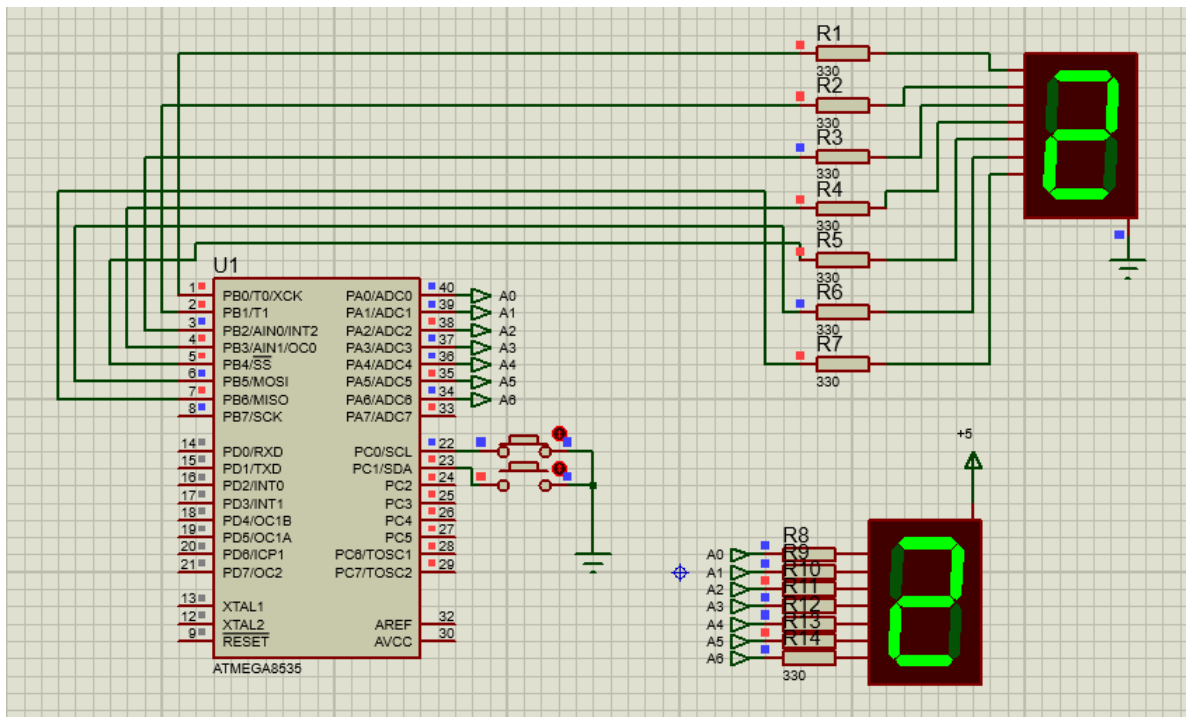 R1
330
R2
330
R3
330
R4
330
R5
330
R6
330
R7
330
U1
1 PB0/T0/XCK PA0/ADC0 40 A0
2 PB1/T1 PA1/ADC1 39 A1
3 PB2/AIN0/INT2 PA2/ADC2 38 A2
4 PB3/AIN1/OC0 PA3/ADC3 37 A3
5 PB4/SS PA4/ADC4 36 A4
6 PB5/MOSI PA5/ADC5 35 A5
7 PB6/MISO PA6/ADC6 34 A6
8 PB7/SCK PA7/ADC7 33
14 PD0/RXD PC0/SCL 22
15 PD1/TXD PC1/SDA 23
16 PD2/INT0 PC2 24
17 PD3/INT1 PC3 25
18 PD4/OC1B PC4 26
19 PD5/OC1A PC5 27
20 PD6/ICP1 PC6/TOSC1 28
21 PD7/OC2 PC7/TOSC2 29
13 XTAL1
12 XTAL2 AREF 32
9 RESET AVCC 30
ATMEGA8535
+5
R8
A0 R9
A1 R10
A2 R11
A3 R12
A4 R13
A5 R14
A6
330
2
2